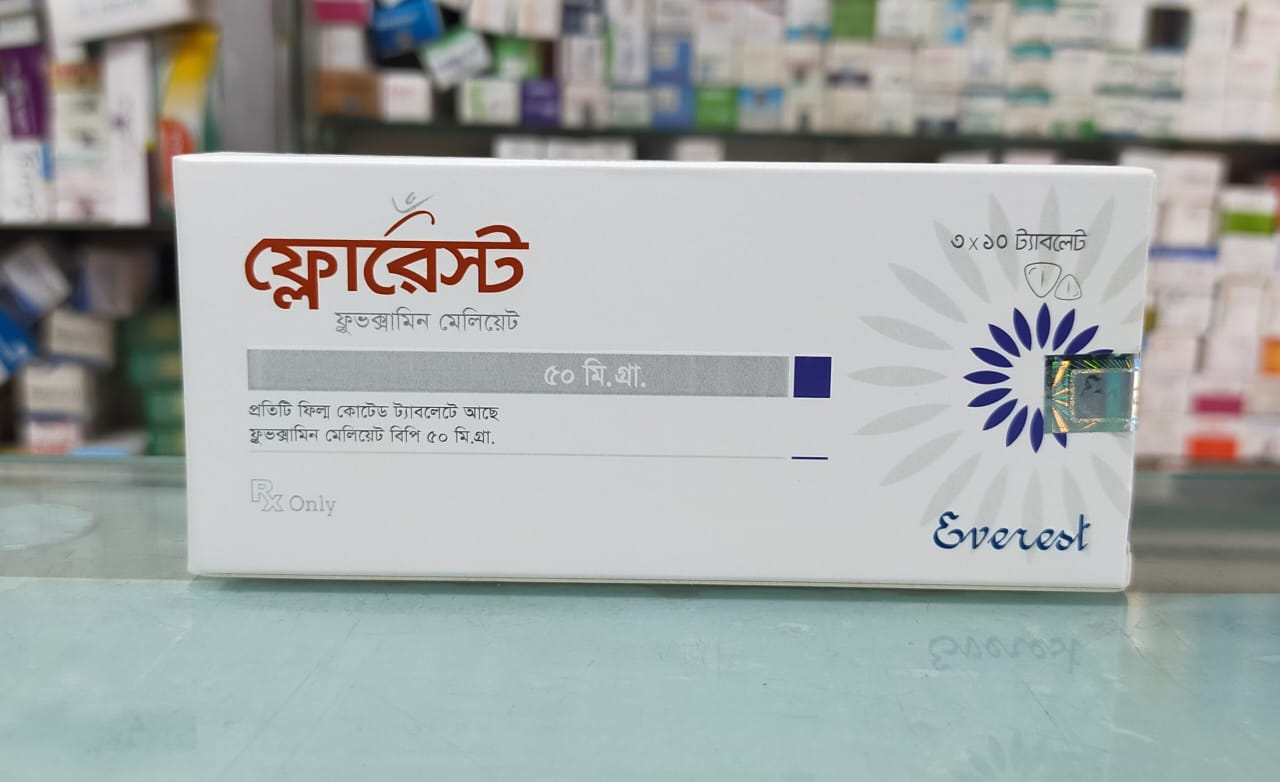 ফ্লোরেস্ট
ফ্লুভক্সামিন মেলিয়েট
৫০ মি.গ্রা.
প্রতিটি ফিল্ম কোটেড ট্যাবলেটে আছে
ফ্লুভক্সামিন মেলিয়েট বিপি ৫০ মি.গ্রা.
Rx Only
৩ x ১০ ট্যাবলেট
Everest